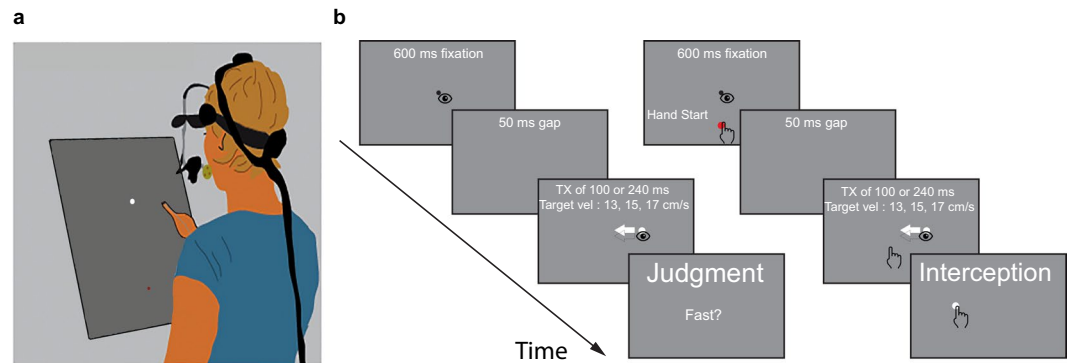 a
b
600 ms fixation
50 ms gap
TX of 100 or 240 ms
Target vel : 13, 15, 17 cm/s
Judgment
Fast?
600 ms fixation
Hand Start
50 ms gap
TX of 100 or 240 ms
Target vel : 13, 15, 17 cm/s
Interception
Time